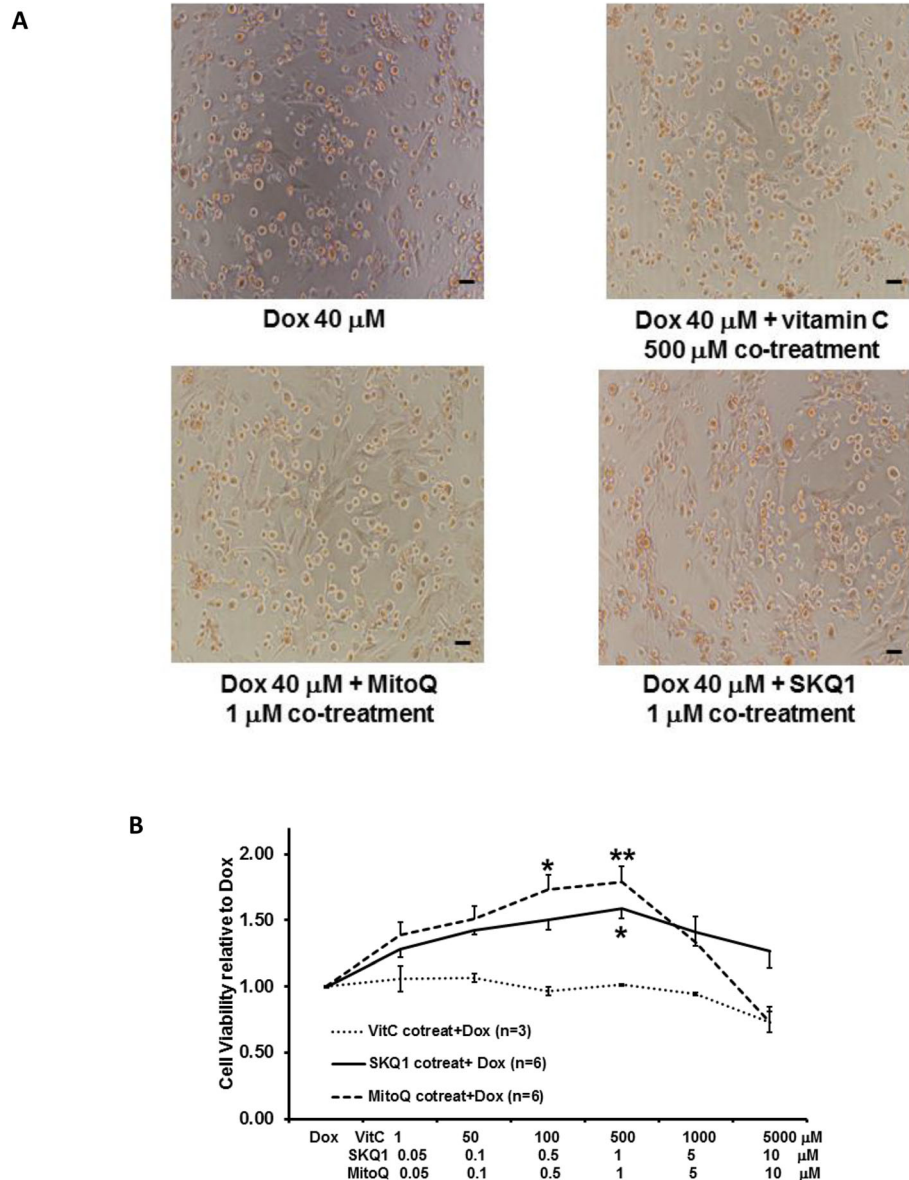 A
Dox 40 μM
Dox 40 μM + vitamin C
500 μM co-treatment
Dox 40 μM + MitoQ
1 μM co-treatment
Dox 40 μM + SKQ1
1 μM co-treatment
B
Cell Viability relative to Dox
2.00
1.50
1.00
0.50
0.00
*
**
*
VitC cotreat+Dox (n=3)
SKQ1 cotreat+ Dox (n=6)
MitoQ cotreat+Dox (n=6)
Dox VitC 1 50 100 500 1000 5000 μM
SKQ1 0.05 0.1 0.5 1 5 10 μM
MitoQ 0.05 0.1 0.5 1 5 10 μM